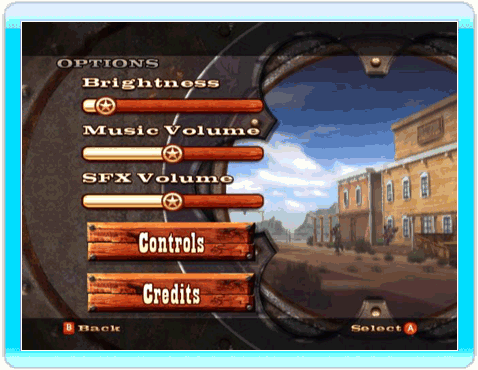 OPTIONS
Brightness
Music Volume
SFX Volume
Controls
Credits
B Back
Select A